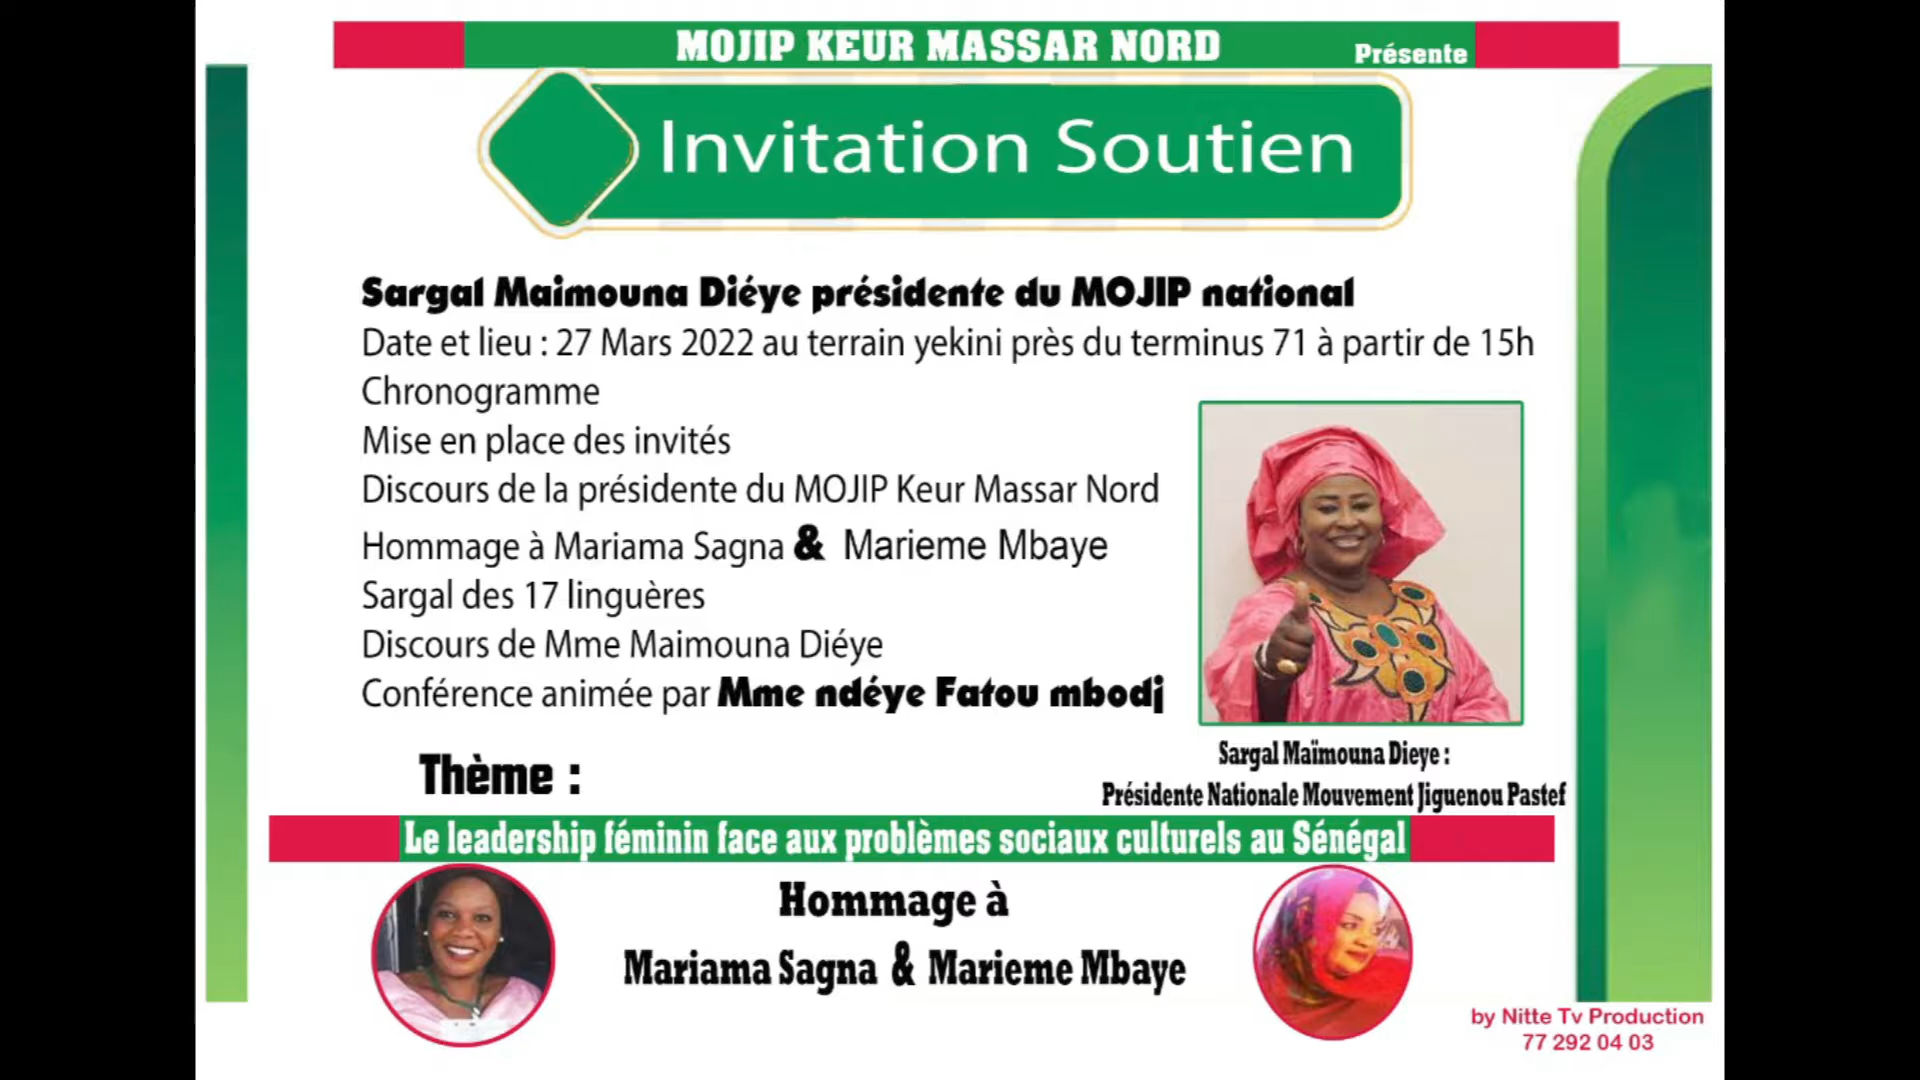 MOJIP KEUR MASSAR NORD
Présente
Invitation Soutien
Sargal Maimouna Diéye présidente du MOJIP national
Date et lieu : 27 Mars 2022 au terrain yekini près du terminus 71 à partir de 15h
Chronogramme
Mise en place des invités
Discours de la présidente du MOJIP Keur Massar Nord
Hommage à Mariama Sagna & Marieme Mbaye
Sargal des 17 linguères
Discours de Mme Maimouna Diéye
Conférence animée par Mme ndéye Fatou mbodj
Sargal Maïmouna Dieye :
Présidente Nationale Mouvement Jiguenou Pastef
Thème :
Le leadership féminin face aux problèmes sociaux culturels au Sénégal
Hommage à
Mariama Sagna & Marieme Mbaye
by Nitte Tv Production
77 292 04 03